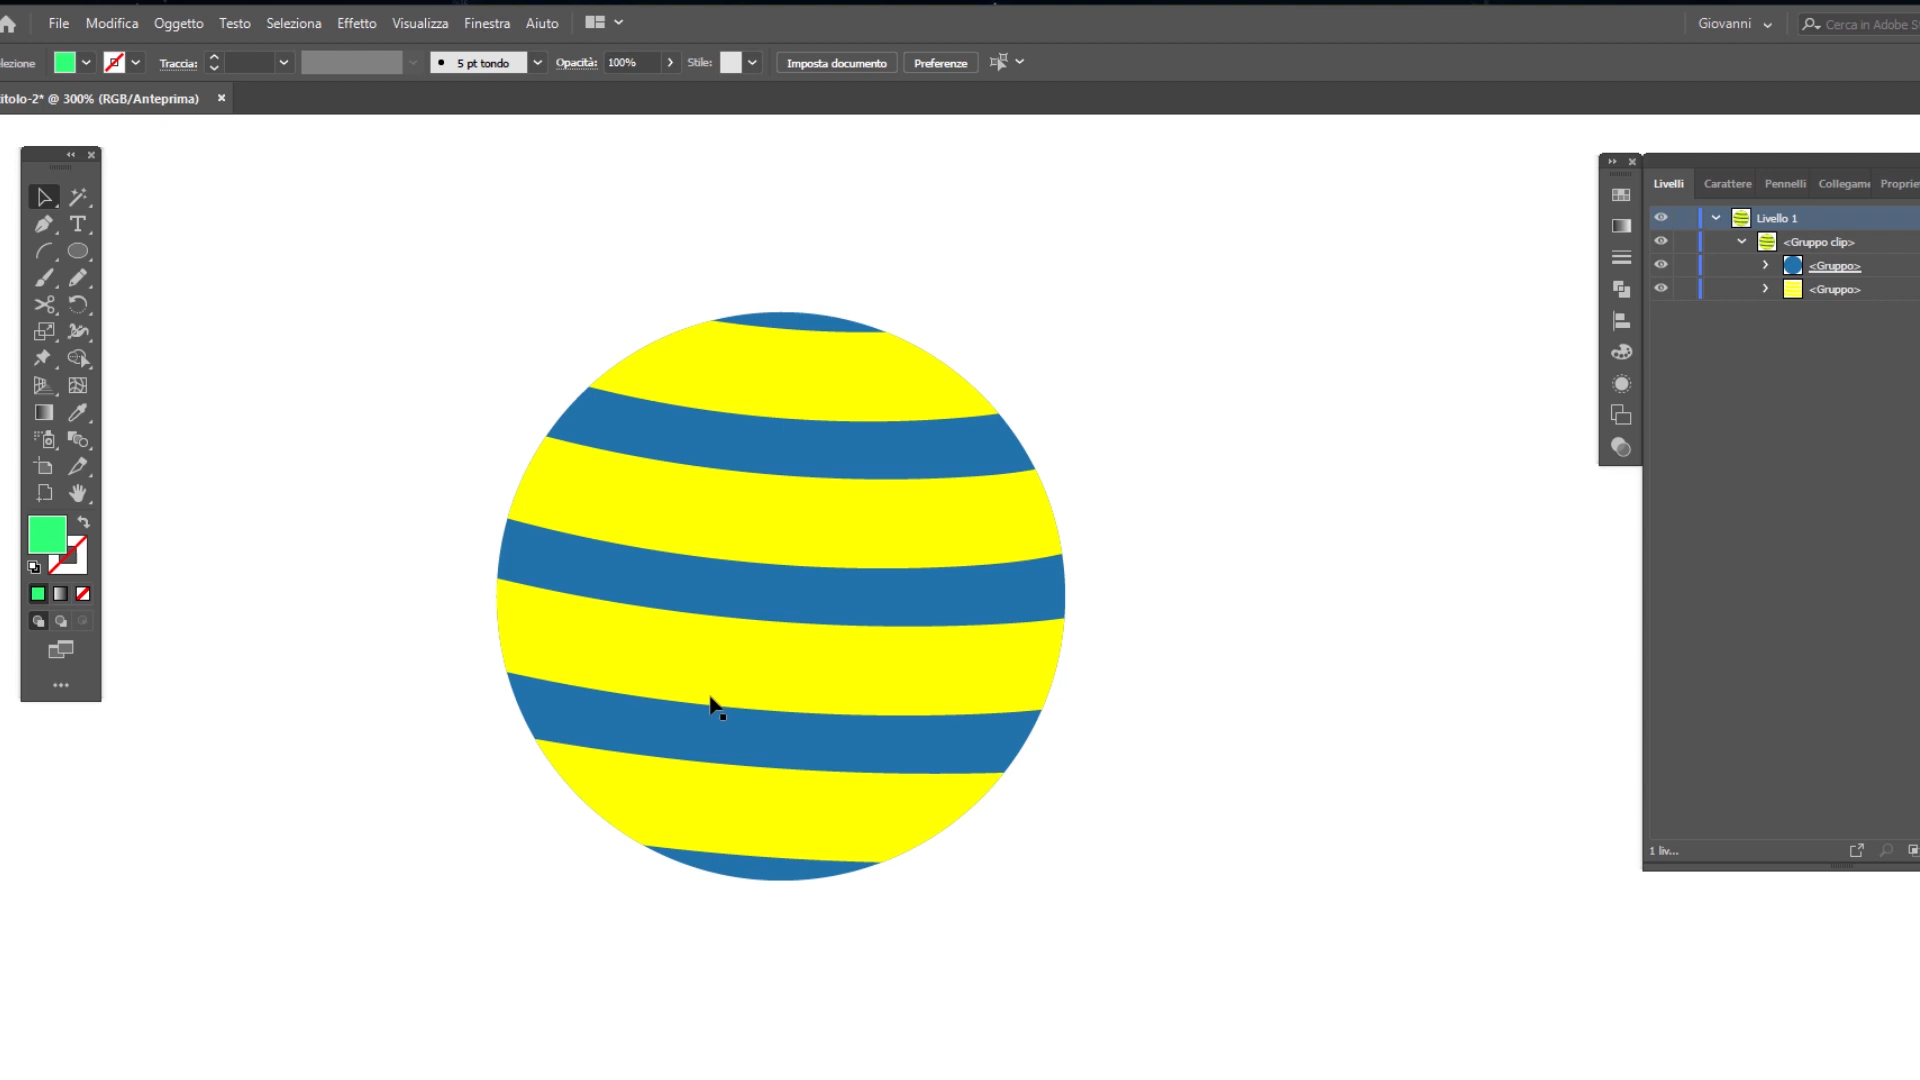 File Modifica Oggetto Testo Seleziona Effetto Visualizza Finestra Aiuto Giovanni Cerca in Adobe St
lezione Traccia: 5 pt tondo Opacità: 100% Stile: Imposta documento Preferenze
itolo-2* @ 300% (RGB/Anteprima) ×
Livelli Carattere Pennelli Collegame Proprie
Livello 1
<Gruppo clip>
<Gruppo>
<Gruppo>
1 liv...